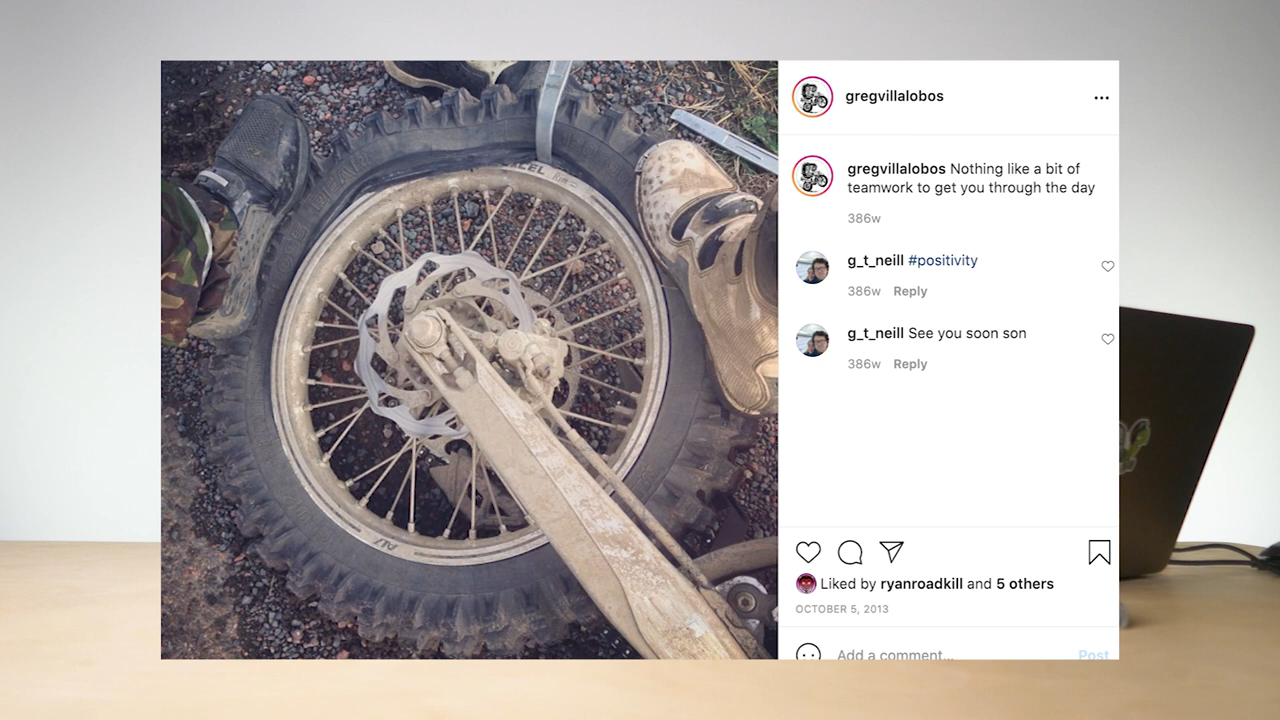 gregvillalobos
gregvillalobos Nothing like a bit of
teamwork to get you through the day
386w
g_t_neill #positivity
386w Reply
g_t_neill See you soon son
386w Reply
Liked by ryanroadkill and 5 others
OCTOBER 5, 2013
Add a comment... Post